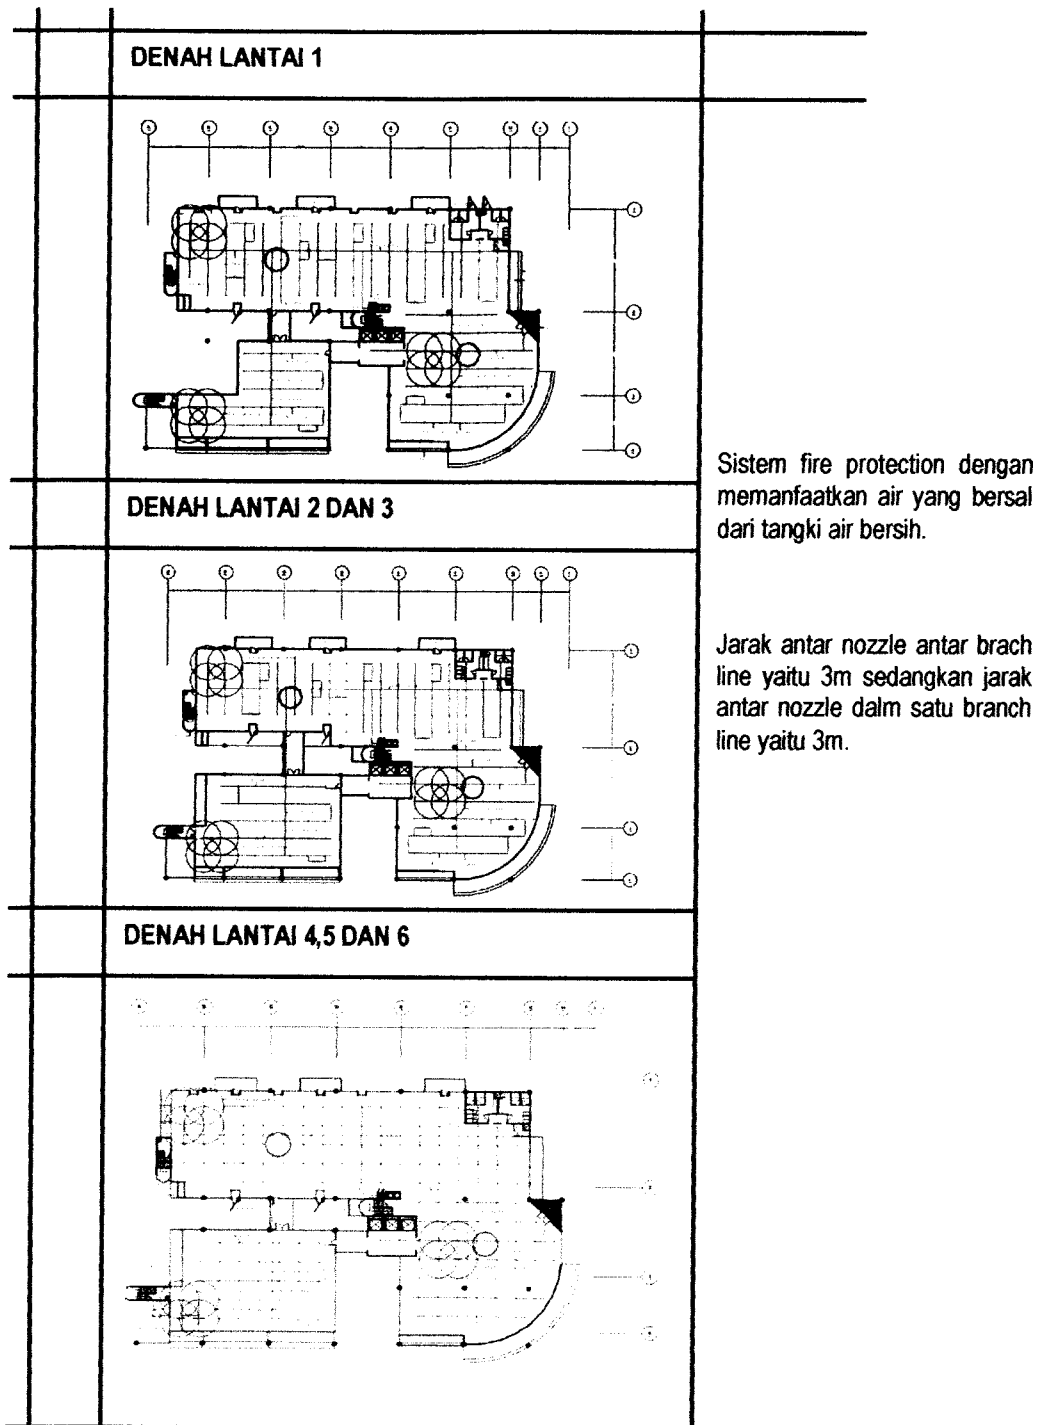 DENAH LANTAI 1
DENAH LANTAI 2 DAN 3
DENAH LANTAI 4,5 DAN 6
Sistem fire protection dengan
memanfaatkan air yang bersal
dari tangki air bersih.
Jarak antar nozzle antar brach
line yaitu 3m sedangkan jarak
antar nozzle dalm satu branch
line yaitu 3m.